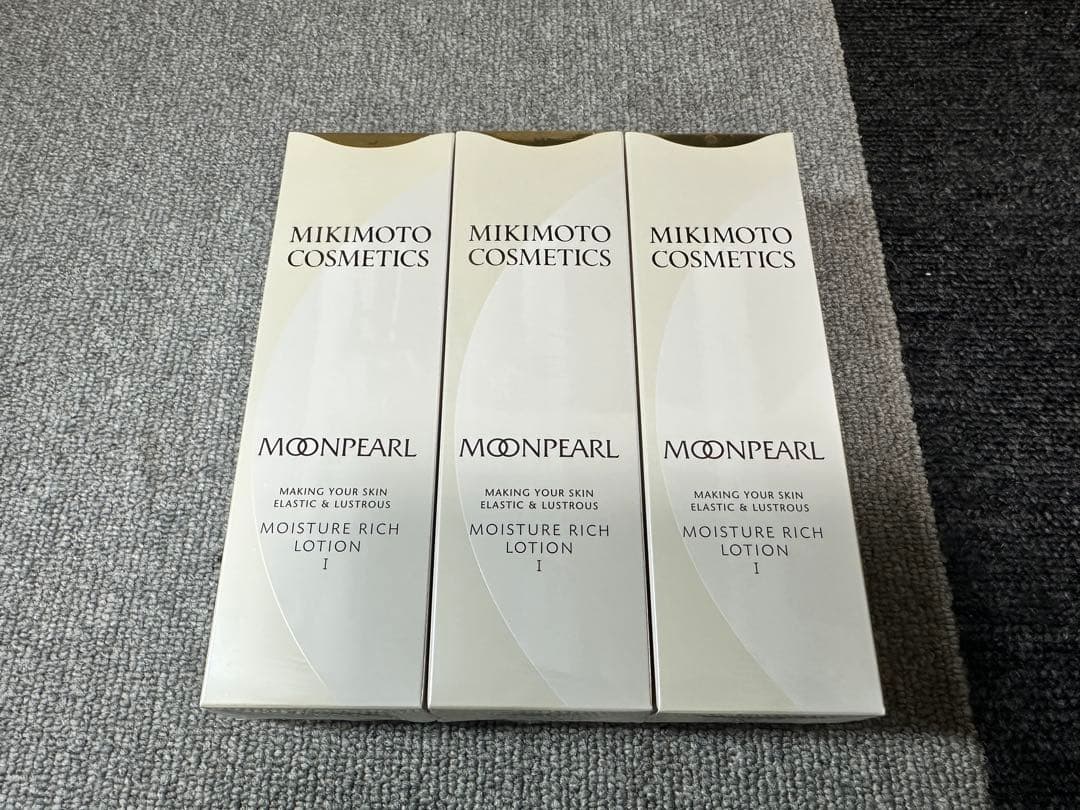 MIKIMOTO
COSMETICS
MOONPEARL
MAKING YOUR SKIN
ELASTIC & LUSTROUS
MOISTURE RICH
LOTION
I
MIKIMOTO
COSMETICS
MOONPEARL
MAKING YOUR SKIN
ELASTIC & LUSTROUS
MOISTURE RICH
LOTION
I
MIKIMOTO
COSMETICS
MOONPEARL
MAKING YOUR SKIN
ELASTIC & LUSTROUS
MOISTURE RICH
LOTION
I